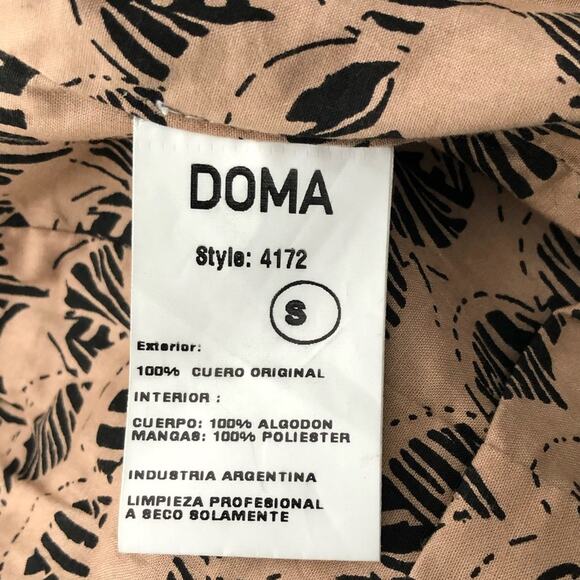 DOMA
Style: 4172
S
Exterior:
100% CUERO ORIGINAL
INTERIOR :
CUERPO: 100% ALGODON
MANGAS: 100% POLIESTER
INDUSTRIA ARGENTINA
LIMPIEZA PROFESIONAL
A SECO SOLAMENTE